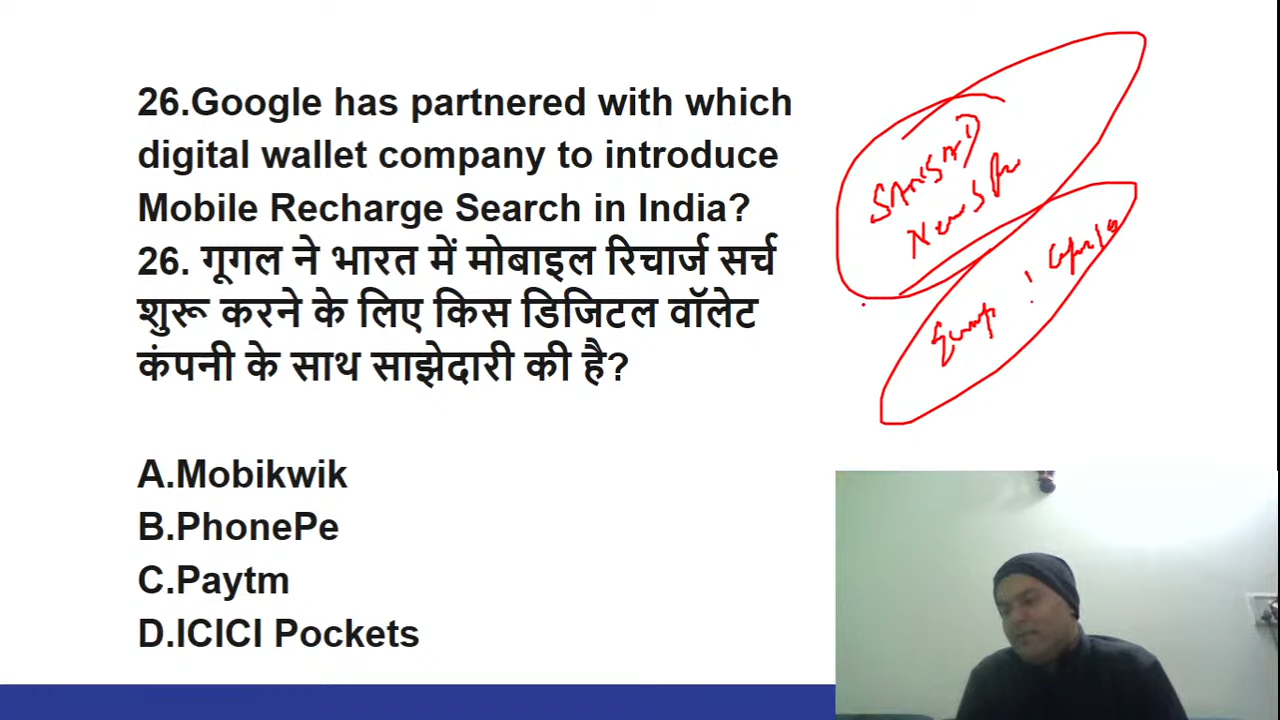 26.Google has partnered with which
digital wallet company to introduce
Mobile Recharge Search in India?
26. गूगल ने भारत में मोबाइल रिचार्ज सर्च
शुरू करने के लिए किस डिजिटल वॉलेट
कंपनी के साथ साझेदारी की है?
A.Mobikwik
B.PhonePe
C.Paytm
D.ICICI Pockets